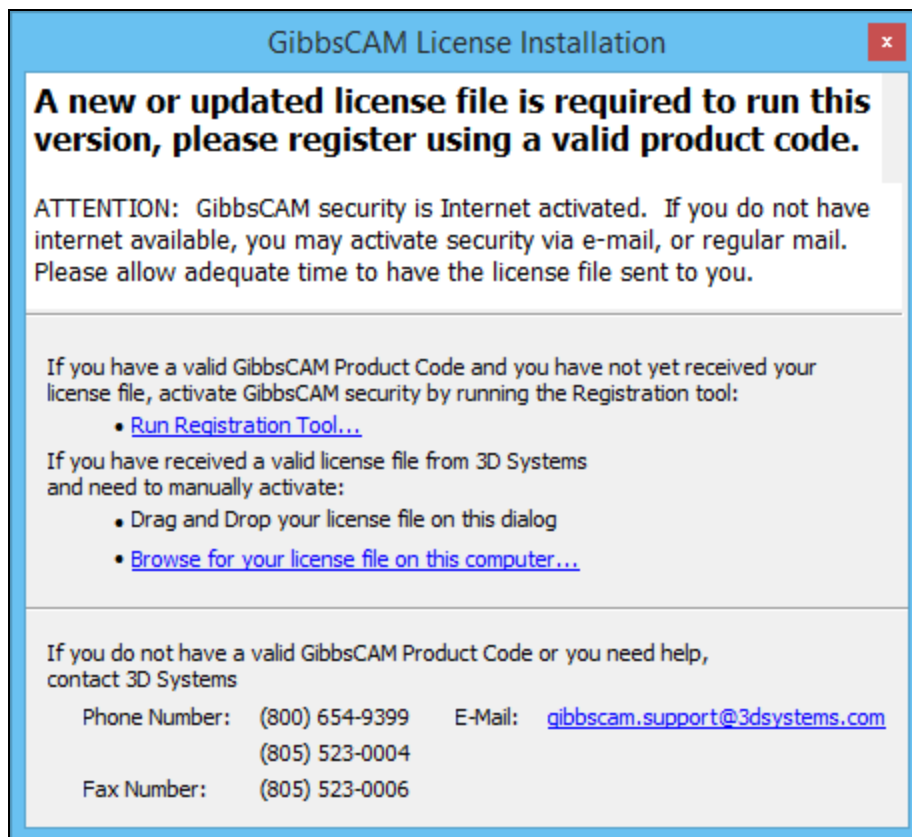 GibbsCAM License Installation
x
A new or updated license file is required to run this
version, please register using a valid product code.
ATTENTION:  GibbsCAM security is Internet activated.  If you do not have
internet available, you may activate security via e-mail, or regular mail.
Please allow adequate time to have the license file sent to you.
If you have a valid GibbsCAM Product Code and you have not yet received your
license file, activate GibbsCAM security by running the Registration tool:
• Run Registration Tool...
If you have received a valid license file from 3D Systems
and need to manually activate:
• Drag and Drop your license file on this dialog
• Browse for your license file on this computer...
If you do not have a valid GibbsCAM Product Code or you need help,
contact 3D Systems
Phone Number: (800) 654-9399 E-Mail: gibbscam.support@3dsystems.com
(805) 523-0004
Fax Number: (805) 523-0006